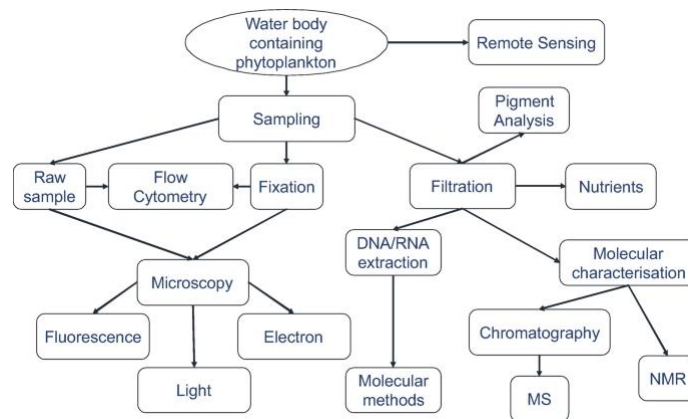 Water body
containing
phytoplankton
Remote Sensing
Sampling
Pigment
Analysis
Raw
sample
Flow
Cytometry
Fixation
Filtration
Nutrients
DNA/RNA
extraction
Molecular
characterisation
Microscopy
Fluorescence
Electron
Chromatography
Light
Molecular
methods
MS
NMR